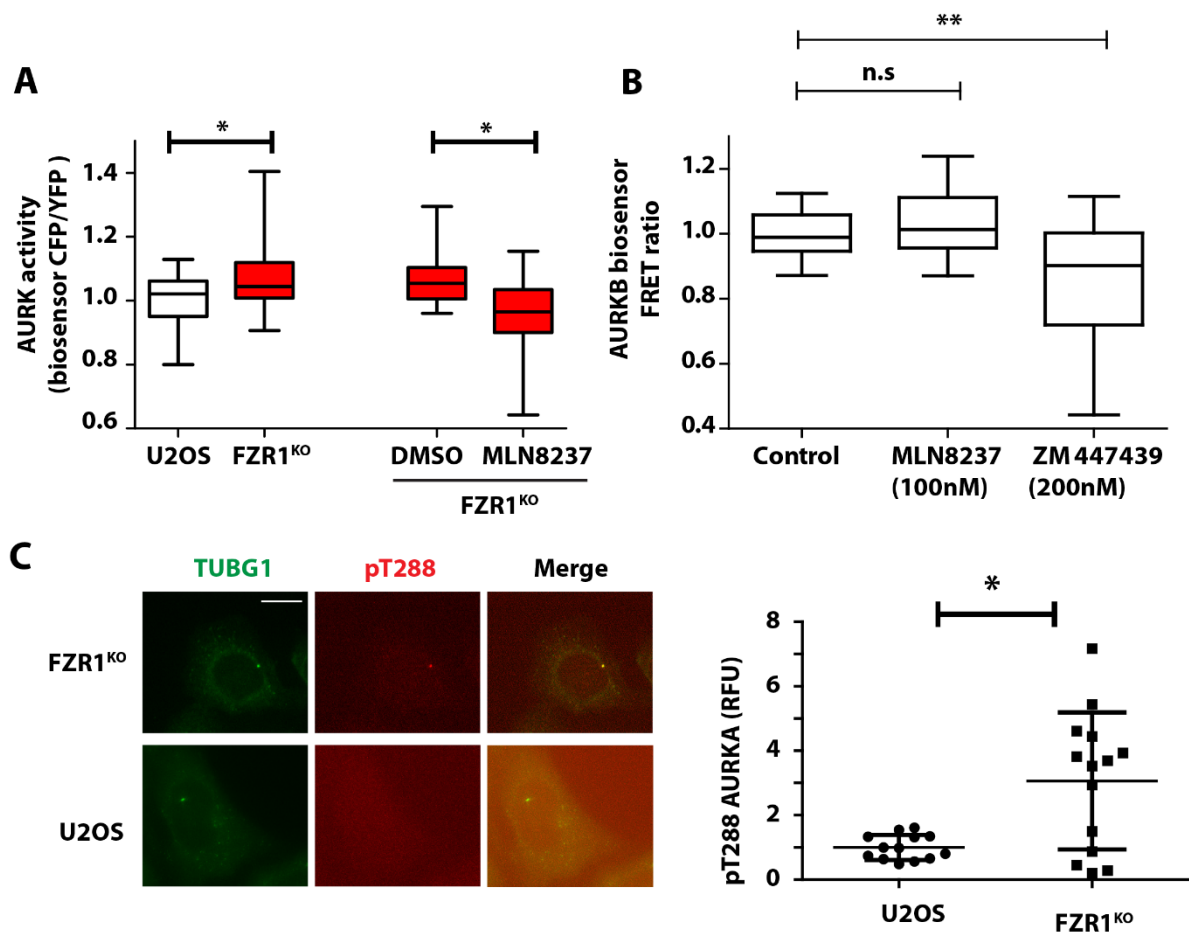 A
AURK activity
(biosensor CFP/YFP )
1.4
1.2
1.0
0.8
0.6
*
*
U2OS
FZR1ᴷᴼ
DMSO
MLN8237
FZR1ᴷᴼ
B
**
n.s
AURKB biosensor
FRET ratio
1.2
1.0
0.8
0.6
0.4
Control
MLN8237
(100nM)
ZM 447439
(200nM)
C
TUBG1
pT288
Merge
FZR1ᴷᴼ
U2OS
*
pT288 AURKA (RFU)
8
6
4
2
0
U2OS
FZR1ᴷᴼ